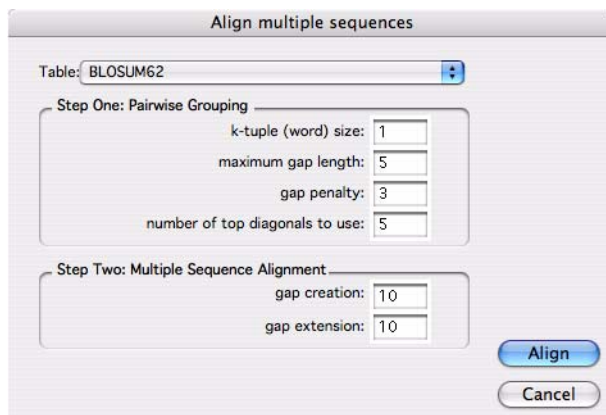 Align multiple sequences
Table: BLOSUM62
Step One: Pairwise Grouping
k-tuple (word) size: 1
maximum gap length: 5
gap penalty: 3
number of top diagonals to use: 5
Step Two: Multiple Sequence Alignment
gap creation: 10
gap extension: 10
Align
Cancel